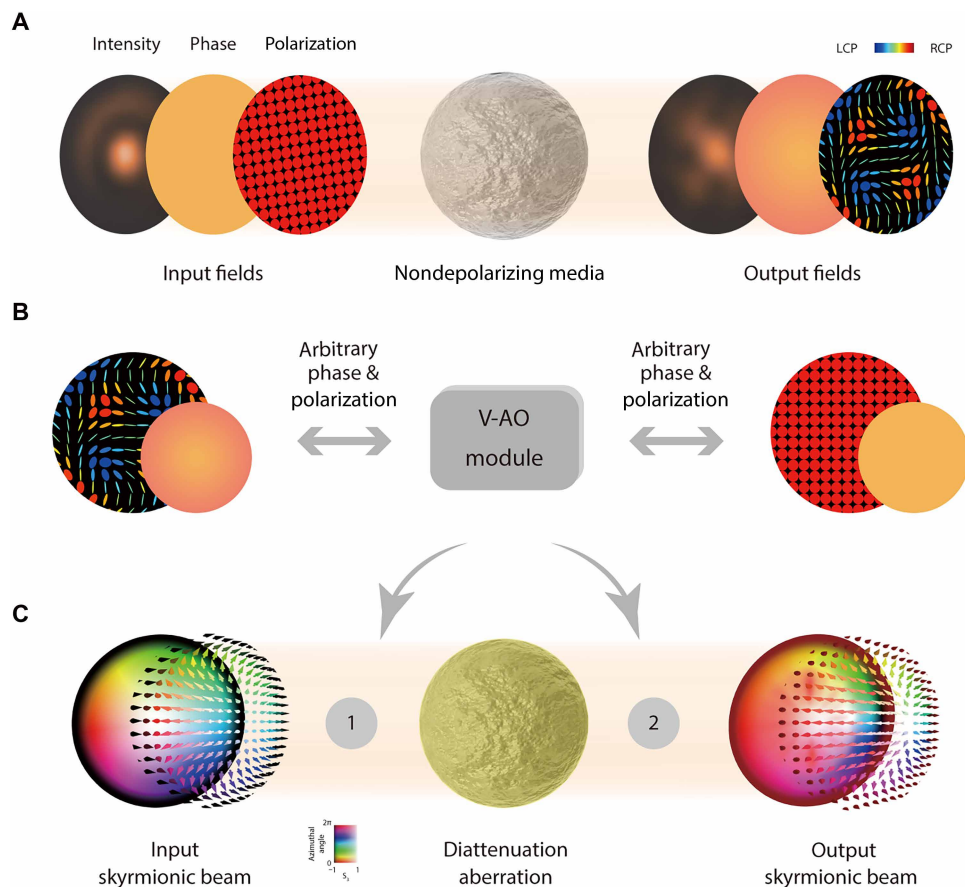 A
Intensity Phase Polarization
LCP RCP
Input fields Nondepolarizing media Output fields
B
Arbitrary
phase &
polarization
V-AO
module
Arbitrary
phase &
polarization
C
1 2
Input
skyrmionic beam
Azimuthal
angle
2π
0
−1 1
S₃
Diattenuation
aberration
Output
skyrmionic beam